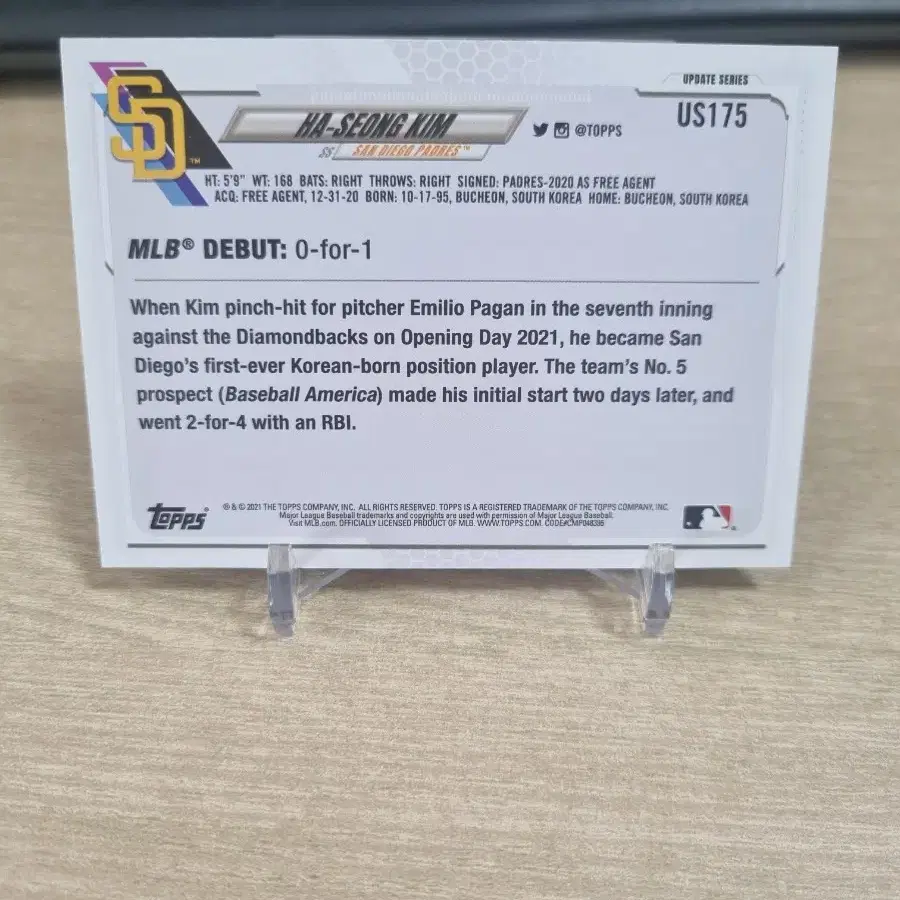 UPDATE SERIES
US175
SD
TM
HA-SEONG KIM
SS
SAN DIEGO PADRES™
@TOPPS
HT: 5'9" WT: 168 BATS: RIGHT THROWS: RIGHT SIGNED: PADRES-2020 AS FREE AGENT
ACQ: FREE AGENT, 12-31-20 BORN: 10-17-95, BUCHEON, SOUTH KOREA HOME: BUCHEON, SOUTH KOREA
MLB® DEBUT: 0-for-1
When Kim pinch-hit for pitcher Emilio Pagan in the seventh inning
against the Diamondbacks on Opening Day 2021, he became San
Diego's first-ever Korean-born position player. The team's No. 5
prospect (Baseball America) made his initial start two days later, and
went 2-for-4 with an RBI.
topps®
® & © 2021 THE TOPPS COMPANY, INC. ALL RIGHTS RESERVED. TOPPS IS A REGISTERED TRADEMARK OF THE TOPPS COMPANY, INC.
Major League Baseball trademarks and copyrights are used with permission of Major League Baseball.
Visit MLB.com. OFFICIALLY LICENSED PRODUCT OF MLB. WWW.TOPPS.COM. CODE#CMP048336